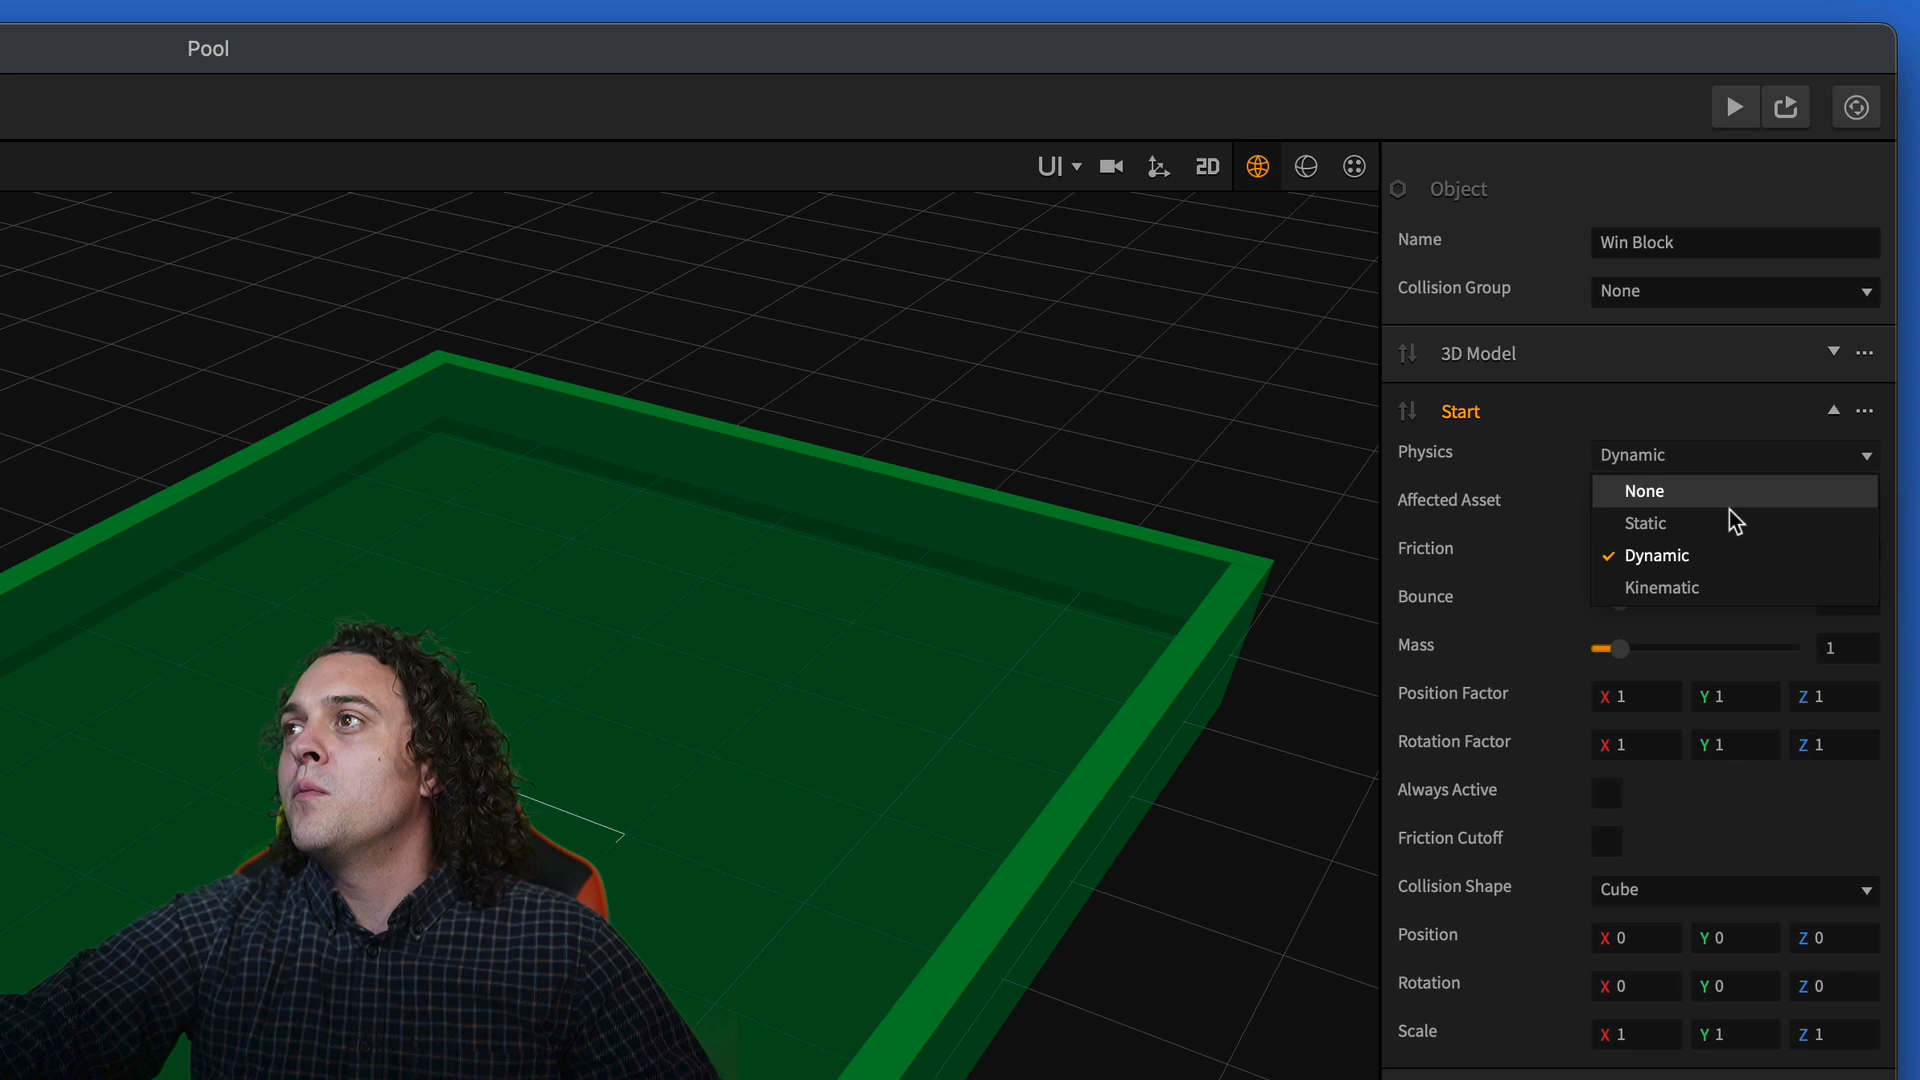 Pool
UI
2D
Object
Name
Win Block
Collision Group
None
3D Model
Start
Physics
Dynamic
None
Affected Asset
Static
Friction
Dynamic
Kinematic
Bounce
Mass
1
Position Factor
X 1
Y 1
Z 1
Rotation Factor
X 1
Y 1
Z 1
Always Active
Friction Cutoff
Collision Shape
Cube
Position
X 0
Y 0
Z 0
Rotation
X 0
Y 0
Z 0
Scale
X 1
Y 1
Z 1